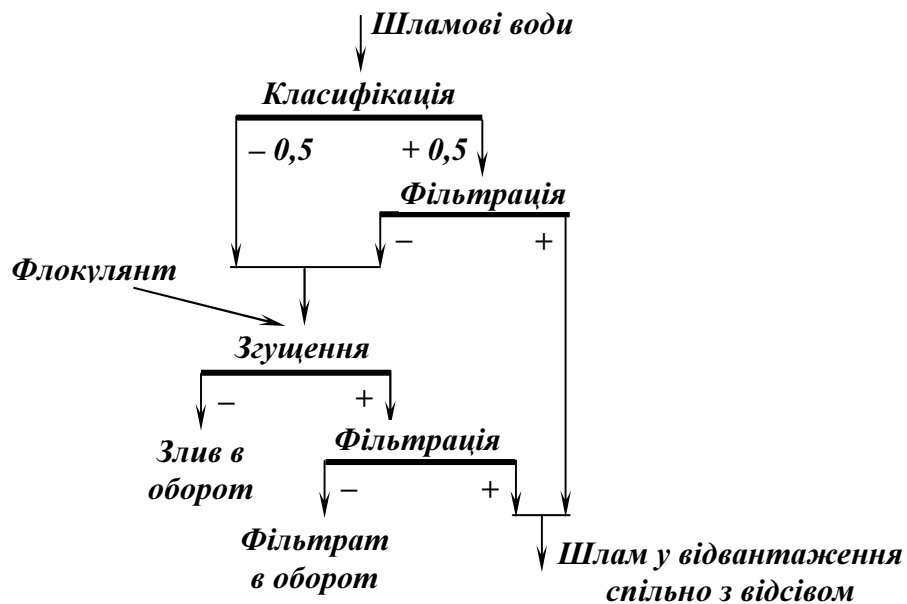 Шламові води
Класифікація
– 0,5
+ 0,5
Фільтрація
–
+
Флокулянт
Згущення
–
+
Злив в
оборот
Фільтрація
–
+
Фільтрат
в оборот
Шлам у відвантаження
спільно з відсівом